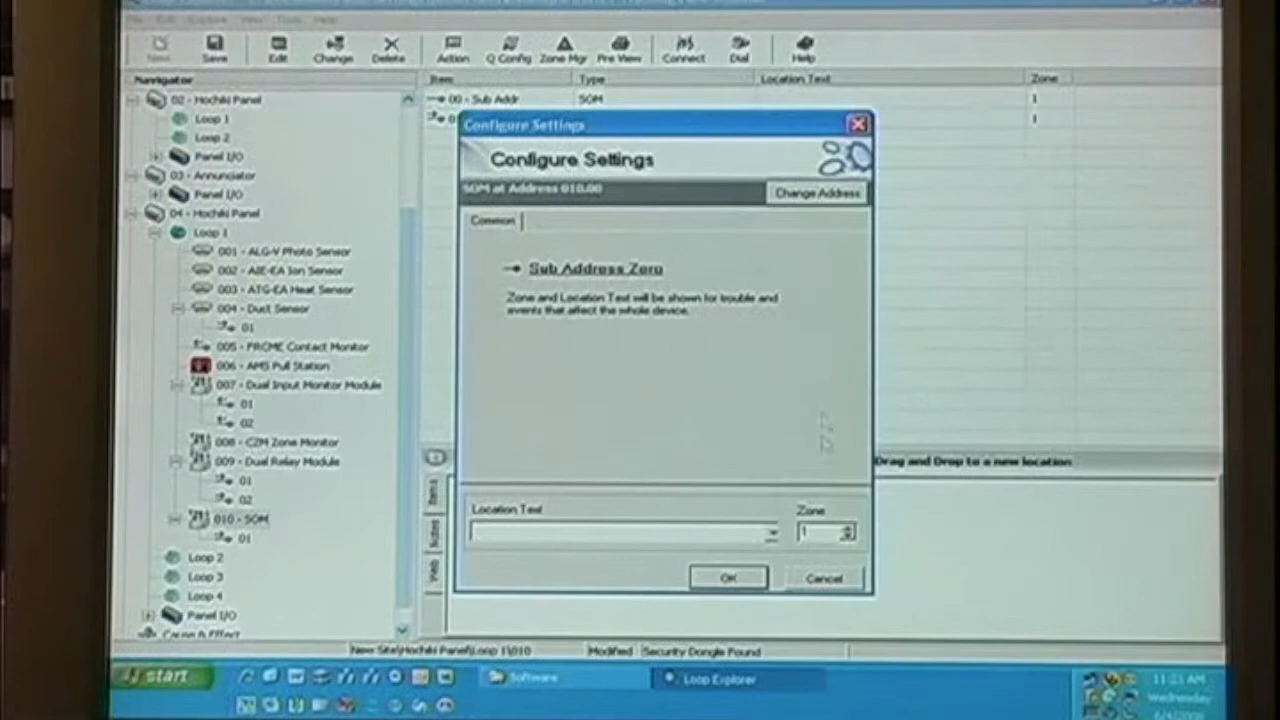 File Edit Explore View Tools Help
New Save Edit Change Delete Action Q Config Zone Mgr Pre View Connect Dial Help
Navigator Item Type Location Text Zone
02 - Hochiki Panel 00 - Sub Addr SOM 1
Loop 1 1
Configure Settings
Loop 2
Panel I/O
Configure Settings
03 - Annunciator
SOM at Address 010.00 Change Address
Panel I/O
04 - Hochiki Panel
Common
Loop 1
001 - ALG-V Photo Sensor
002 - AIE-EA Ion Sensor
Sub Address Zero
003 - ATG-EA Heat Sensor
Zone and Location Text will be shown for trouble and
004 - Duct Sensor
events that affect the whole device.
01
005 - FRCME Contact Monitor
006 - AMS Pull Station
007 - Dual Input Monitor Module
01
02
008 - CZM Zone Monitor
009 - Dual Relay Module
Drag and Drop to a new location
01
02
Items
Location Text Zone
010 - SOM
1
Notes
01
Loop 2
Web
Loop 3
OK Cancel
Loop 4
Panel I/O
Cause & Effect
New Site\Hochiki Panel\Loop 1\010 Modified Security Dongle Found
start Software Loop Explorer 11:21 AM
Wednesday